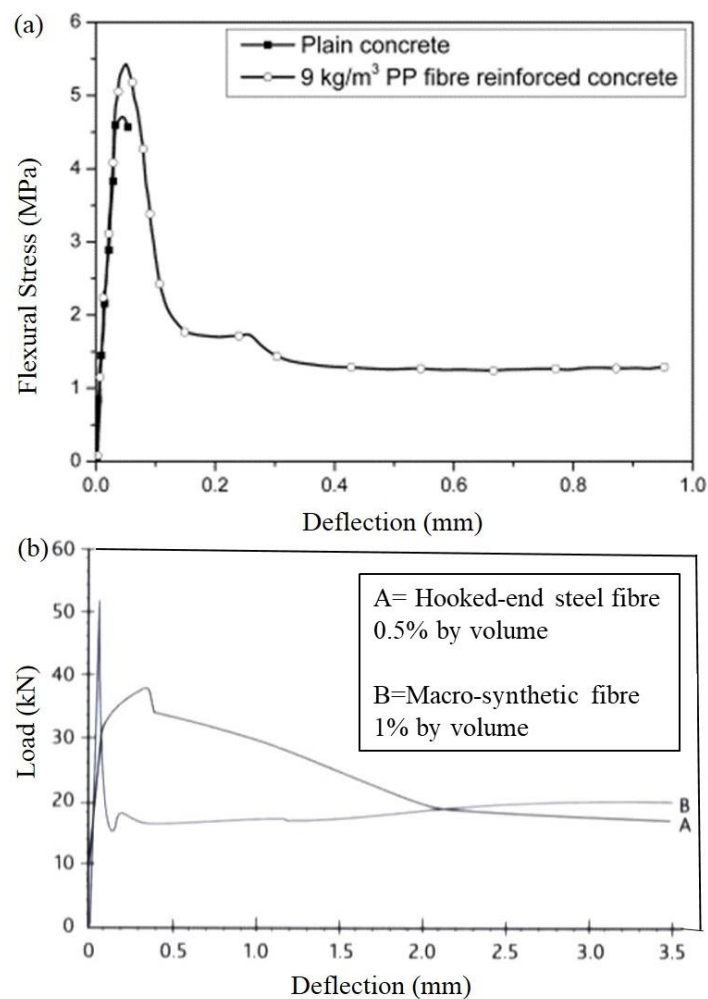 (a)
6
5
4
3
2
1
0
Flexural Stress (MPa)
Plain concrete
9 kg/m³ PP fibre reinforced concrete
0.0 0.2 0.4 0.6 0.8 1.0
Deflection (mm)
(b)
60
50
40
30
20
10
0
Load (kN)
A= Hooked-end steel fibre
0.5% by volume
B=Macro-synthetic fibre
1% by volume
B
A
0 0.5 1.0 1.5 2.0 2.5 3.0 3.5
Deflection (mm)